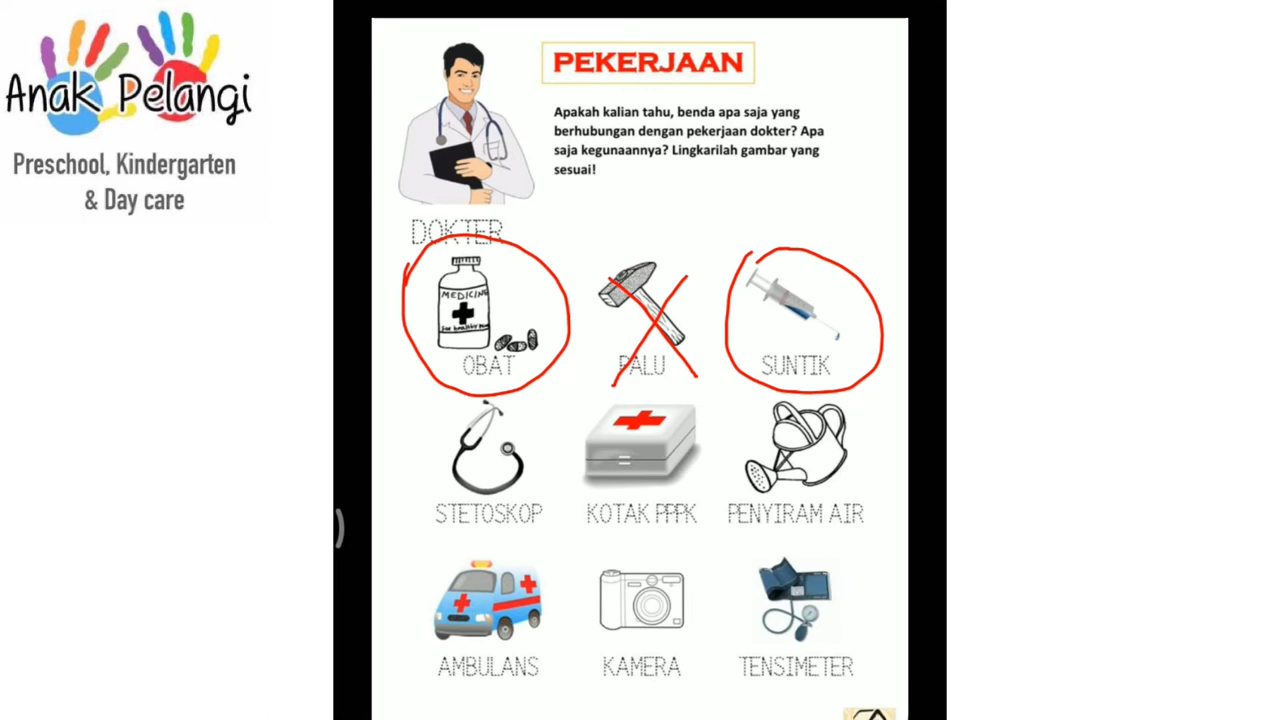 Anak Pelangi
Preschool, Kindergarten
& Day care
PEKERJAAN
Apakah kalian tahu, benda apa saja yang
berhubungan dengan pekerjaan dokter? Apa
saja kegunaannya? Lingkarilah gambar yang
sesuai!
DOKTER
MEDICINE
OBAT
PALU
SUNTIK
STETOSKOP
KOTAK PPPK
PENYIRAM AIR
AMBULANS
KAMERA
TENSIMETER